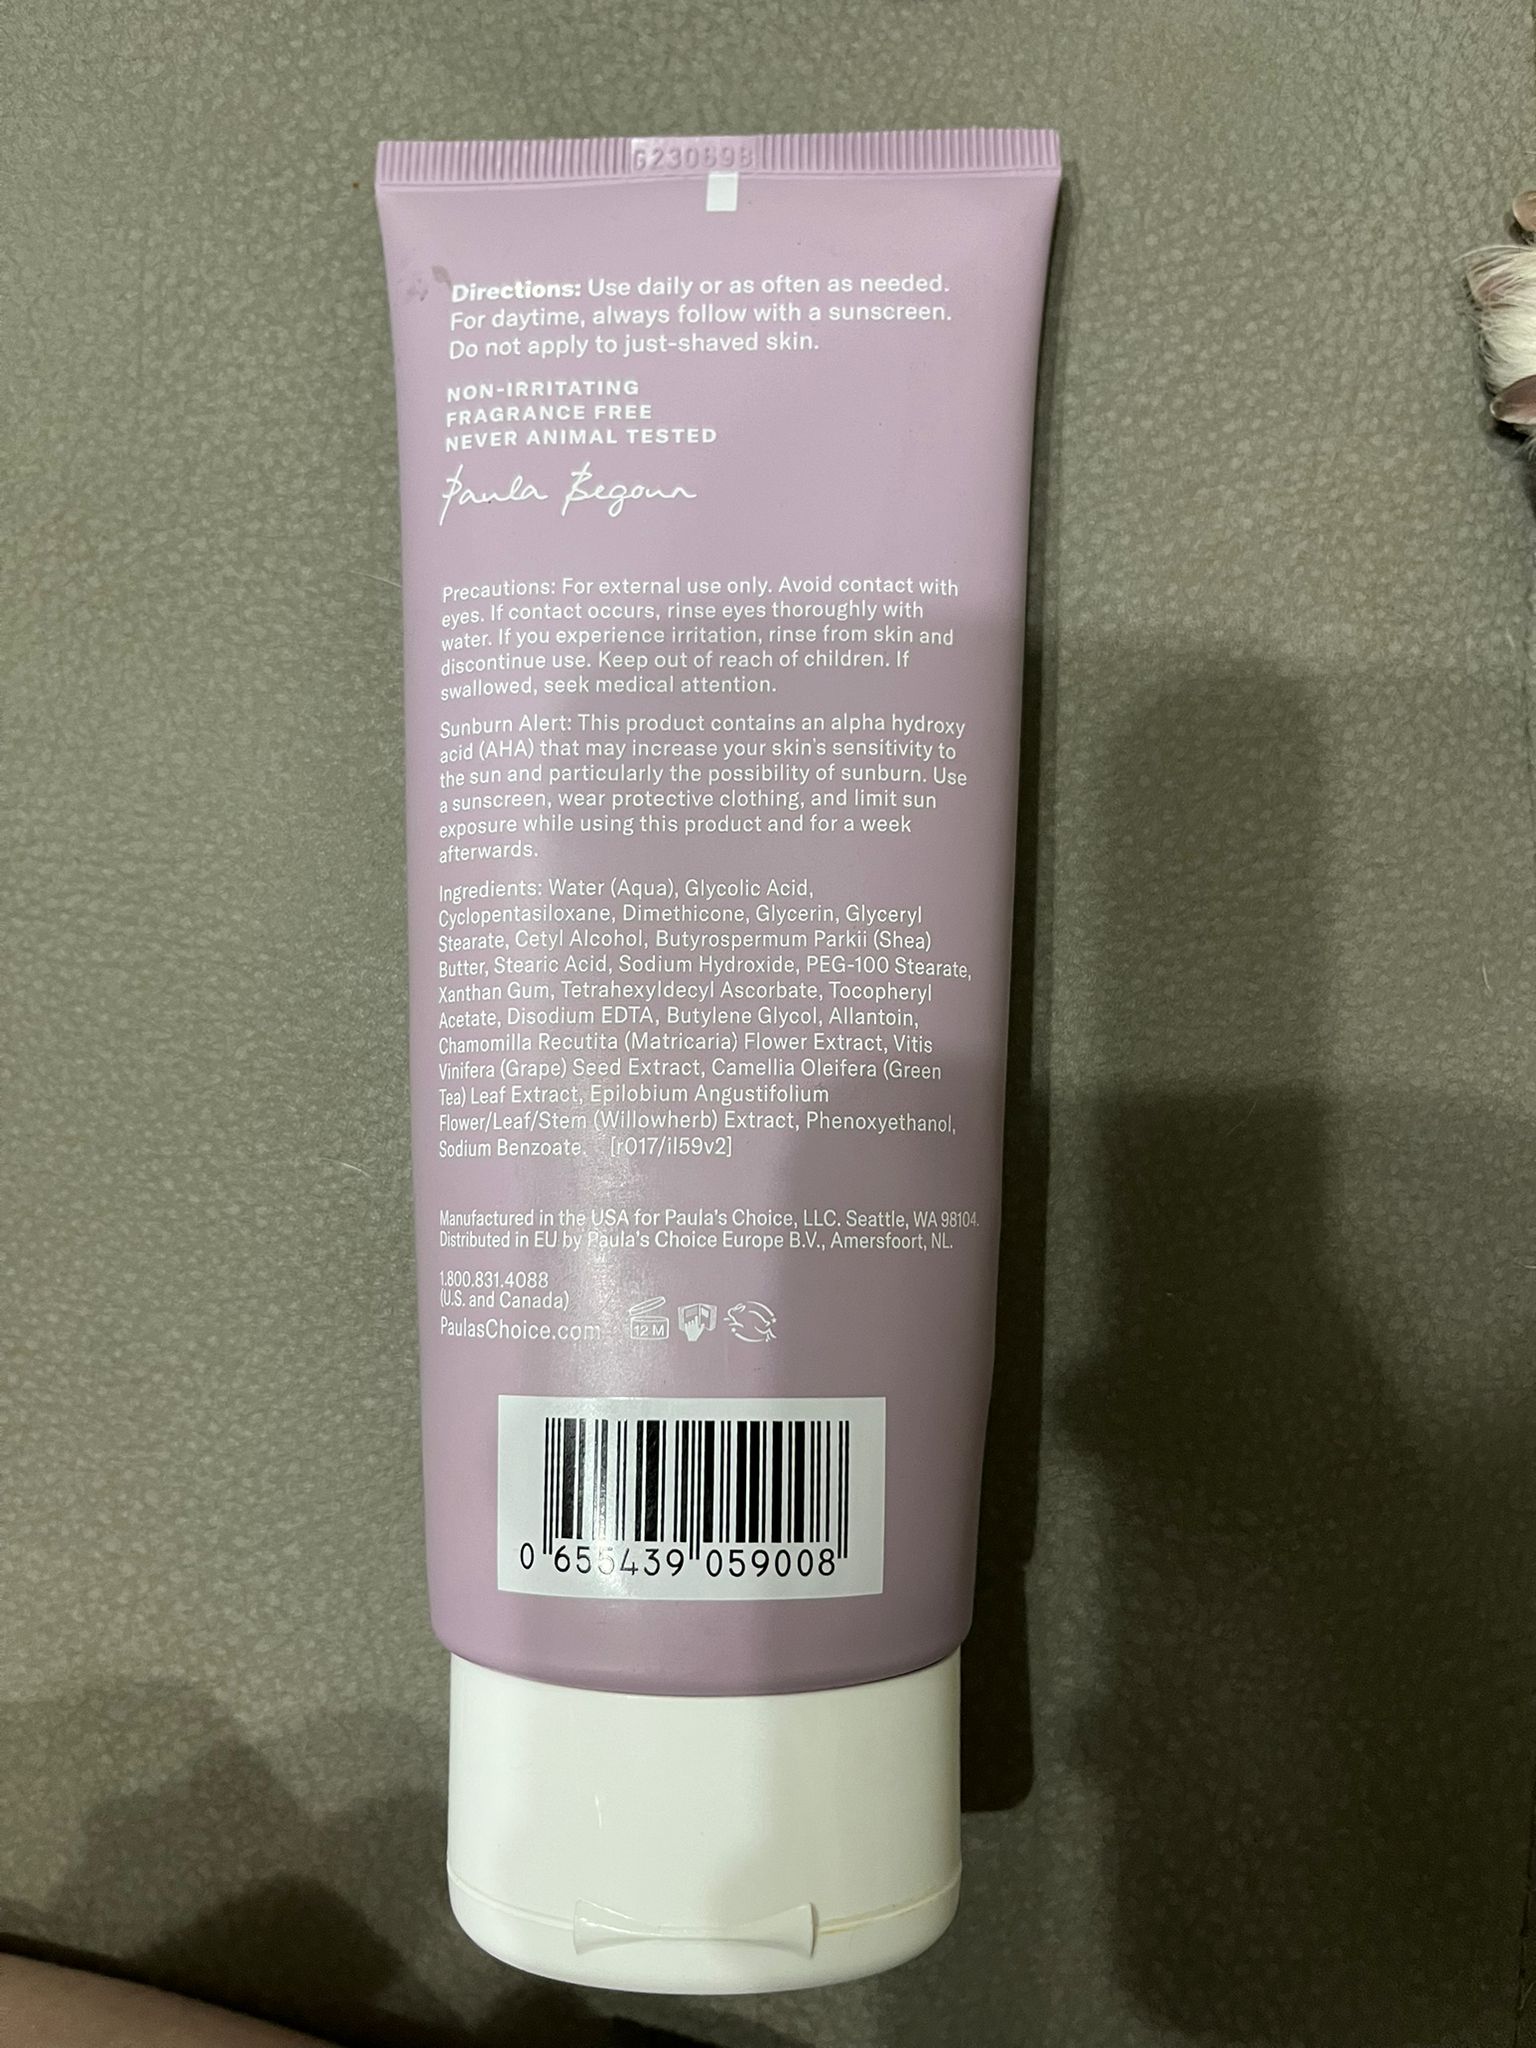 G230698
Directions: Use daily or as often as needed.
For daytime, always follow with a sunscreen.
Do not apply to just-shaved skin.
NON-IRRITATING
FRAGRANCE FREE
NEVER ANIMAL TESTED
Paula Begoun
Precautions: For external use only. Avoid contact with
eyes. If contact occurs, rinse eyes thoroughly with
water. If you experience irritation, rinse from skin and
discontinue use. Keep out of reach of children. If
swallowed, seek medical attention.
Sunburn Alert: This product contains an alpha hydroxy
acid (AHA) that may increase your skin's sensitivity to
the sun and particularly the possibility of sunburn. Use
a sunscreen, wear protective clothing, and limit sun
exposure while using this product and for a week
afterwards.
Ingredients: Water (Aqua), Glycolic Acid,
Cyclopentasiloxane, Dimethicone, Glycerin, Glyceryl
Stearate, Cetyl Alcohol, Butyrospermum Parkii (Shea)
Butter, Stearic Acid, Sodium Hydroxide, PEG-100 Stearate,
Xanthan Gum, Tetrahexyldecyl Ascorbate, Tocopheryl
Acetate, Disodium EDTA, Butylene Glycol, Allantoin,
Chamomilla Recutita (Matricaria) Flower Extract, Vitis
Vinifera (Grape) Seed Extract, Camellia Oleifera (Green
Tea) Leaf Extract, Epilobium Angustifolium
Flower/Leaf/Stem (Willowherb) Extract, Phenoxyethanol,
Sodium Benzoate. [r017/il59v2]
Manufactured in the USA for Paula's Choice, LLC. Seattle, WA 98104.
Distributed in EU by Paula's Choice Europe B.V., Amersfoort, NL.
1.800.831.4088
(U.S. and Canada)
PaulasChoice.com 12 M
0 655439 059008